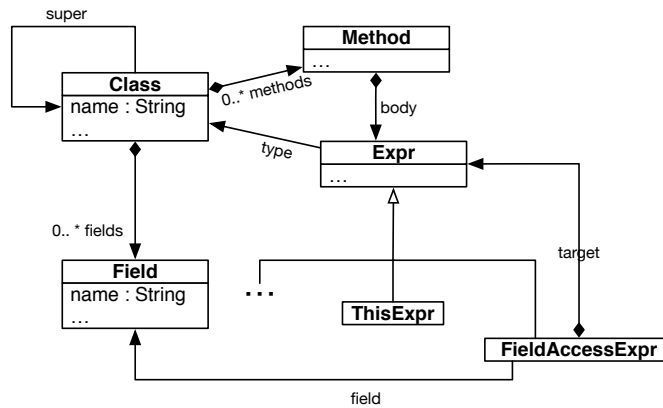 super
Method
...
Class
name : String
...
0..* methods
body
type
Expr
...
0.. * fields
target
Field
name : String
...
...
ThisExpr
FieldAccessExpr
field